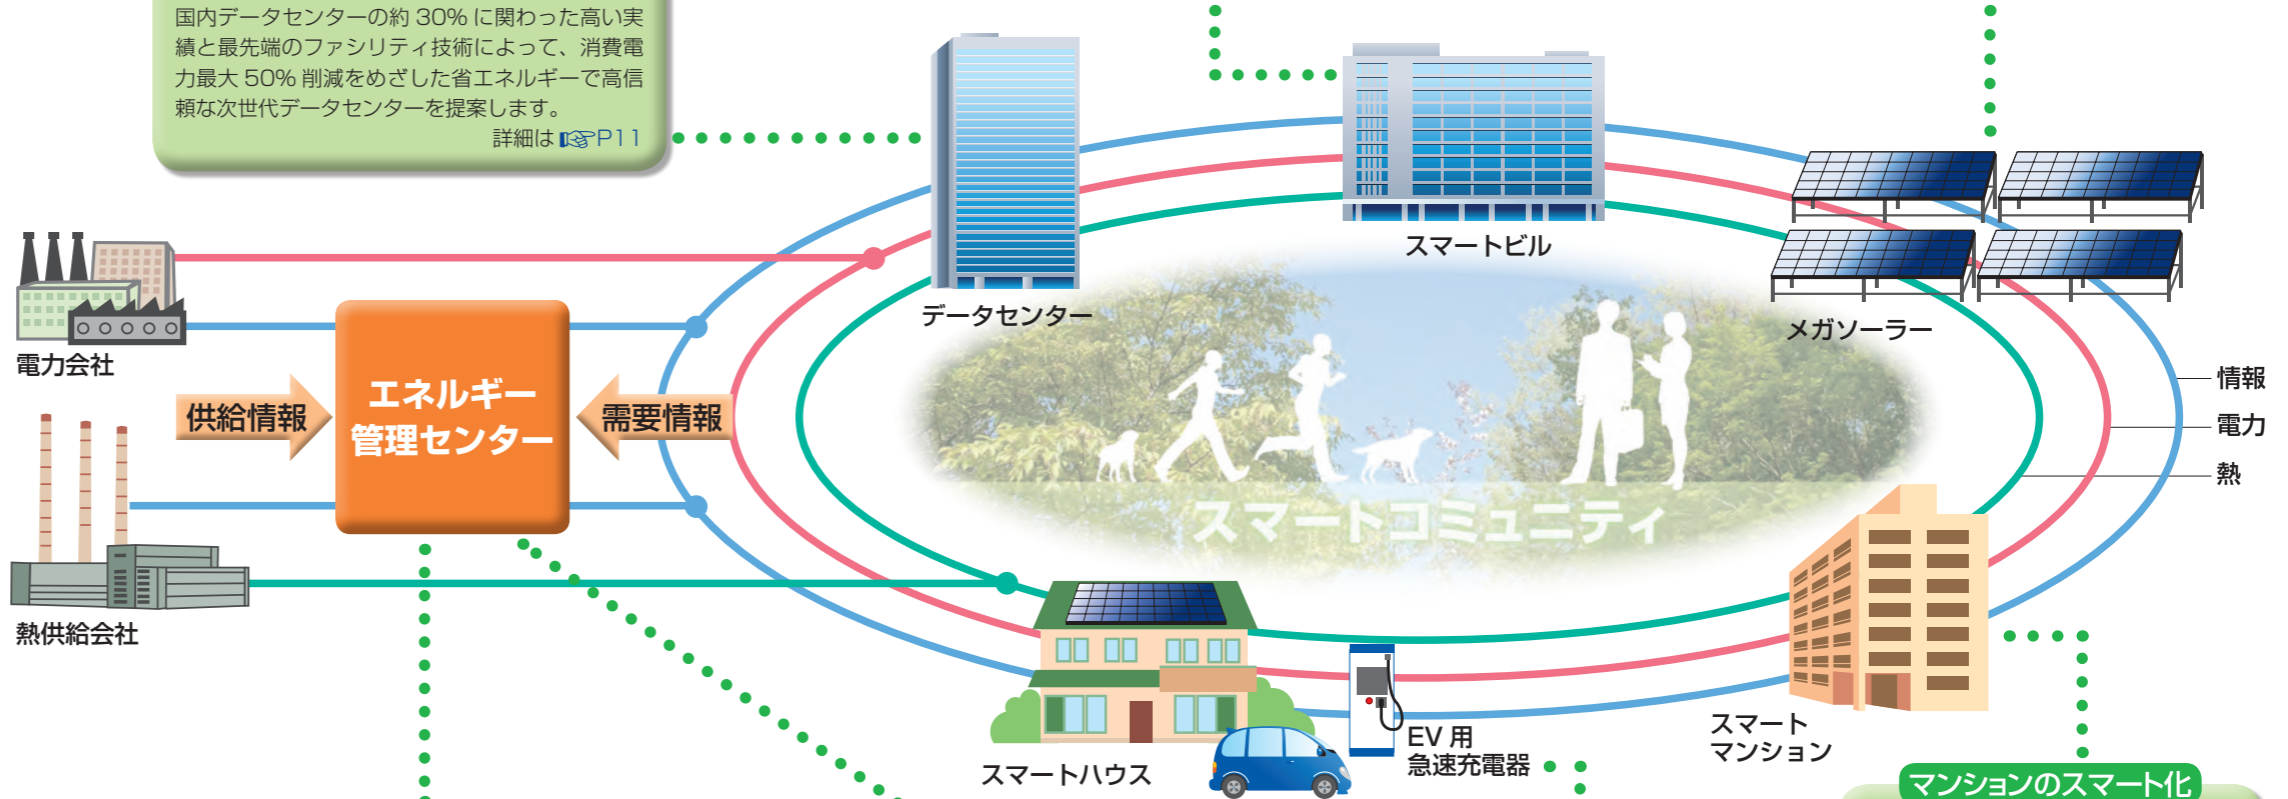 国内データセンターの約 30% に関わった高い実
績と最先端のファシリティ技術によって、消費電
力最大 50% 削減をめざした省エネルギーで高信
頼な次世代データセンターを提案します。
詳細は P11
スマートビル
データセンター
メガソーラー
電力会社
供給情報
エネルギー
管理センター
需要情報
情報
電力
熱
スマートコミュニティ
熱供給会社
スマートハウス
EV 用
急速充電器
スマート
マンション
マンションのスマート化